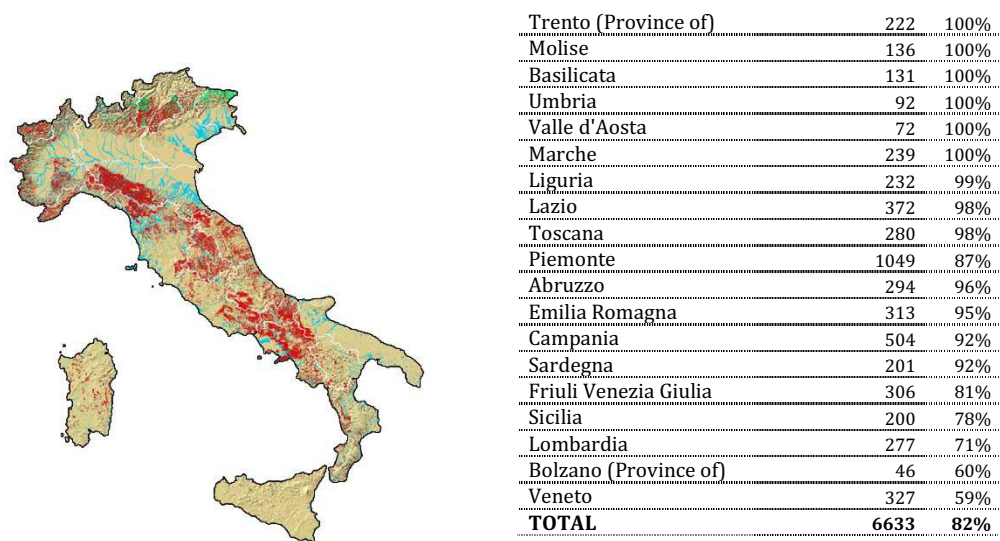 Trento (Province of) 222 100%
Molise 136 100%
Basilicata 131 100%
Umbria 92 100%
Valle d'Aosta 72 100%
Marche 239 100%
Liguria 232 99%
Lazio 372 98%
Toscana 280 98%
Piemonte 1049 87%
Abruzzo 294 96%
Emilia Romagna 313 95%
Campania 504 92%
Sardegna 201 92%
Friuli Venezia Giulia 306 81%
Sicilia 200 78%
Lombardia 277 71%
Bolzano (Province of) 46 60%
Veneto 327 59%
TOTAL 6633 82%